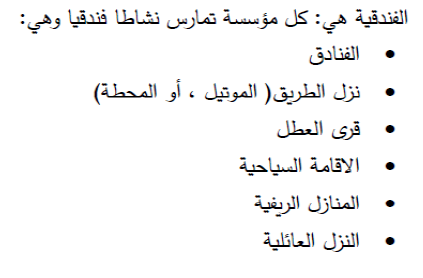 الفندقية هي: كل مؤسسة تمارس نشاطا فندقيا وهي:
• الفنادق
• نزل الطريق( الموتيل ، أو المحطة)
• قرى العطل
• الاقامة السياحية
• المنازل الريفية
• النزل العائلية